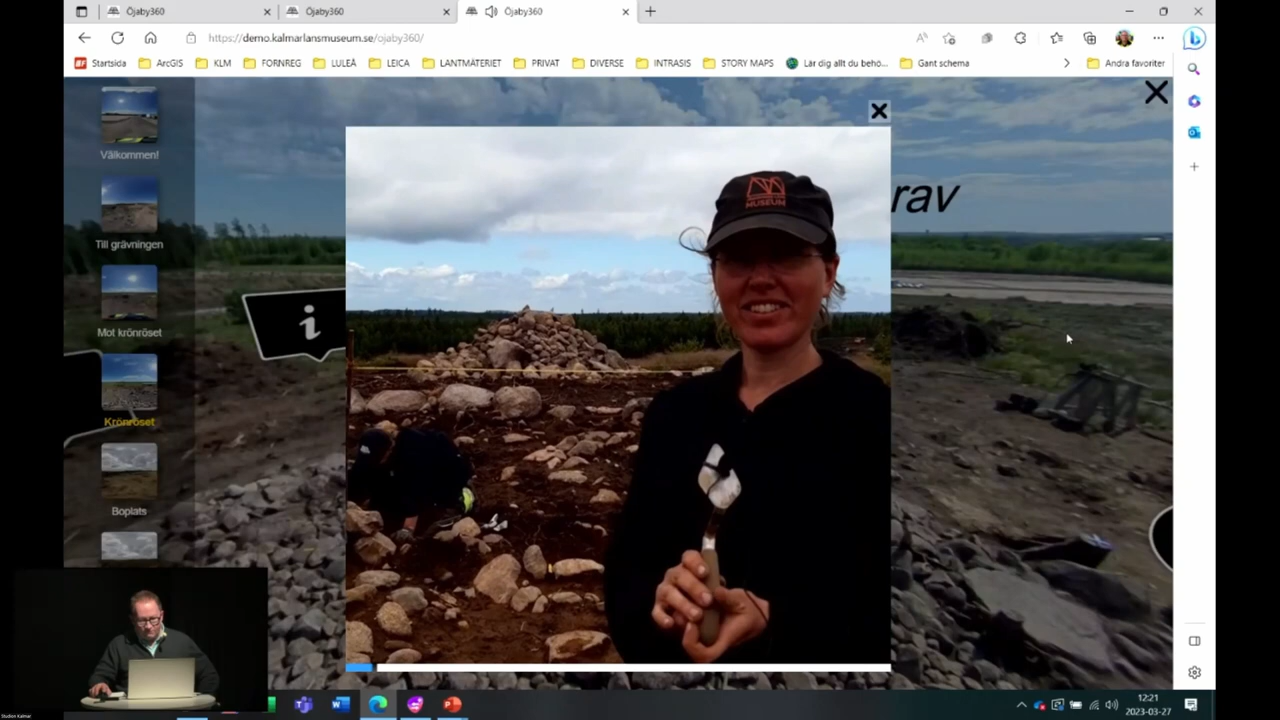 Öjaby360
Öjaby360
Öjaby360
https://demo.kalmarlansmuseum.se/ojaby360/
Startsida
ArcGIS
KLM
FORNREG
LULEÅ
LEICA
LANTMÄTERIET
PRIVAT
DIVERSE
INTRASIS
STORY MAPS
Lär dig allt du behö...
Gant schema
Andra favoriter
Välkommen!
Till grävningen
Mot krönröset
Krönröset
Boplats
i
rav
MUSEUM
12:21
2023-03-27
Studion Kalmar